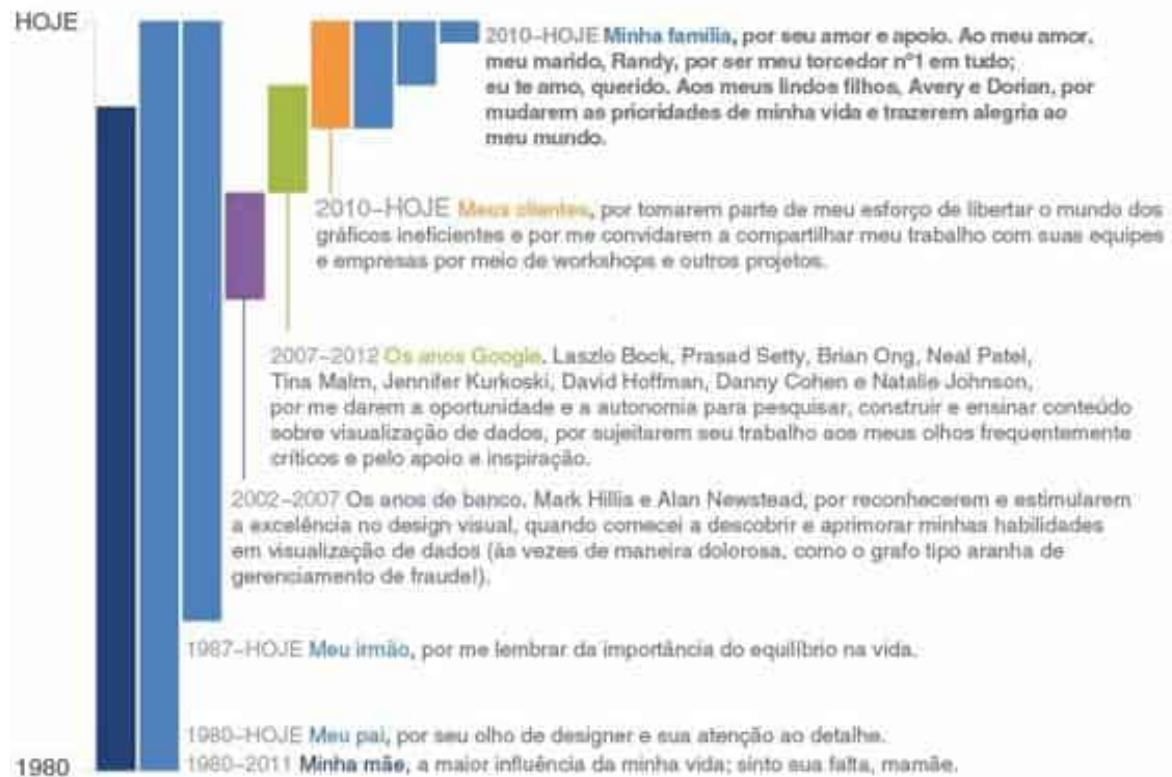 HOJE
2010–HOJE Minha família, por seu amor e apoio. Ao meu amor,
meu marido, Randy, por ser meu torcedor nº1 em tudo;
eu te amo, querido. Aos meus lindos filhos, Avery e Dorian, por
mudarem as prioridades de minha vida e trazerem alegria ao
meu mundo.
2010–HOJE Meus clientes, por tomarem parte de meu esforço de libertar o mundo dos
gráficos ineficientes e por me convidarem a compartilhar meu trabalho com suas equipes
e empresas por meio de workshops e outros projetos.
2007–2012 Os anos Google. Laszlo Bock, Prasad Setty, Brian Ong, Neal Patel,
Tina Malm, Jennifer Kurkoski, David Hoffman, Danny Cohen e Natalie Johnson,
por me darem a oportunidade e a autonomia para pesquisar, construir e ensinar conteúdo
sobre visualização de dados, por sujeitarem seu trabalho aos meus olhos frequentemente
críticos e pelo apoio e inspiração.
2002–2007 Os anos de banco. Mark Hillis e Alan Newstead, por reconhecerem e estimularem
a excelência no design visual, quando comecei a descobrir e aprimorar minhas habilidades
em visualização de dados (às vezes de maneira dolorosa, como o grafo tipo aranha de
gerenciamento de fraude!).
1987–HOJE Meu irmão, por me lembrar da importância do equilíbrio na vida.
1980–HOJE Meu pai, por seu olho de designer e sua atenção ao detalhe.
1980 1980–2011 Minha mãe, a maior influência da minha vida; sinto sua falta, mamãe.